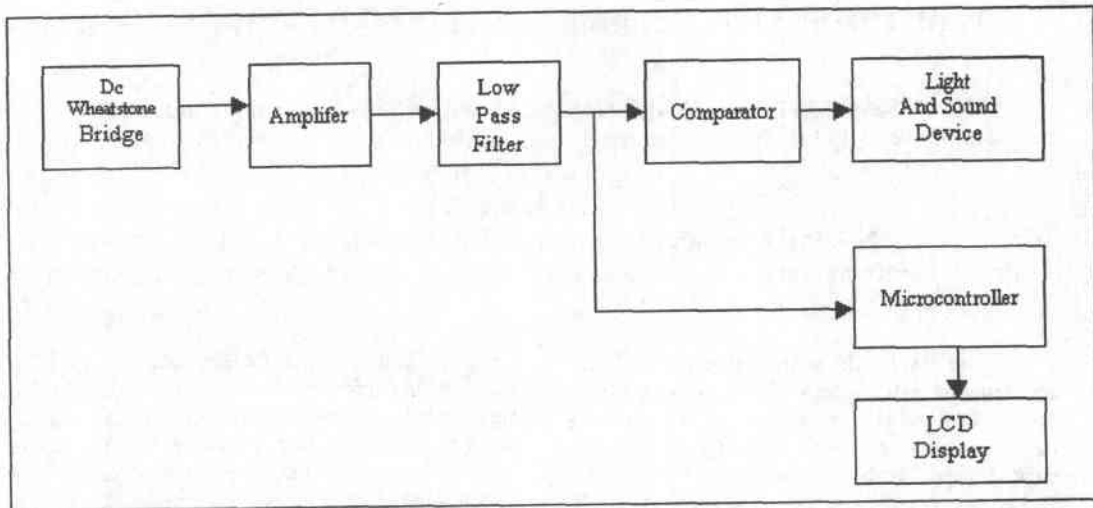 Dc
Wheatstone
Bridge
Amplifer
Low
Pass
Filter
Comparator
Light
And Sound
Device
Microcontroller
LCD
Display